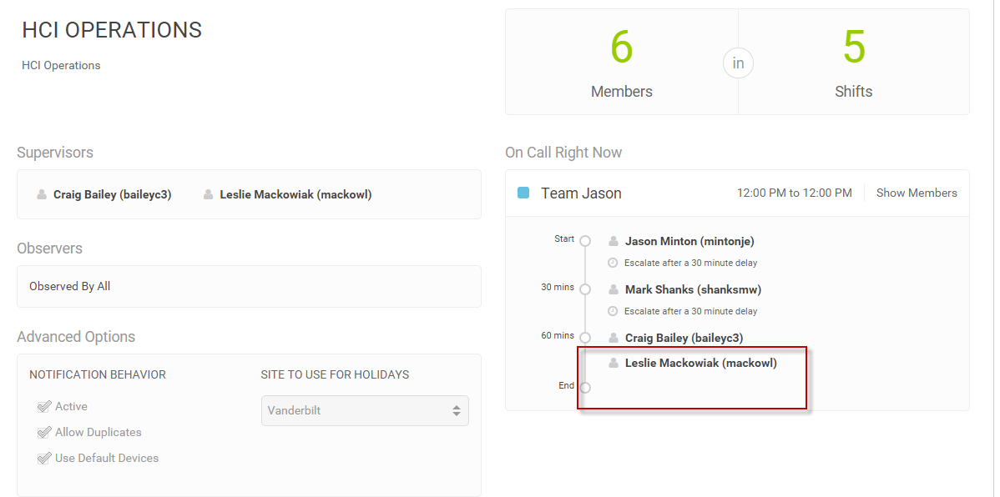 HCI OPERATIONS
HCI Operations
6
Members
in
5
Shifts
Supervisors
Craig Bailey (baileyc3)
Leslie Mackowiak (mackowl)
Observers
Observed By All
Advanced Options
NOTIFICATION BEHAVIOR
Active
Allow Duplicates
Use Default Devices
SITE TO USE FOR HOLIDAYS
Vanderbilt
On Call Right Now
Team Jason
12:00 PM to 12:00 PM
Show Members
Start
Jason Minton (mintonje)
Escalate after a 30 minute delay
30 mins
Mark Shanks (shanksmw)
Escalate after a 30 minute delay
60 mins
Craig Bailey (baileyc3)
Leslie Mackowiak (mackowl)
End